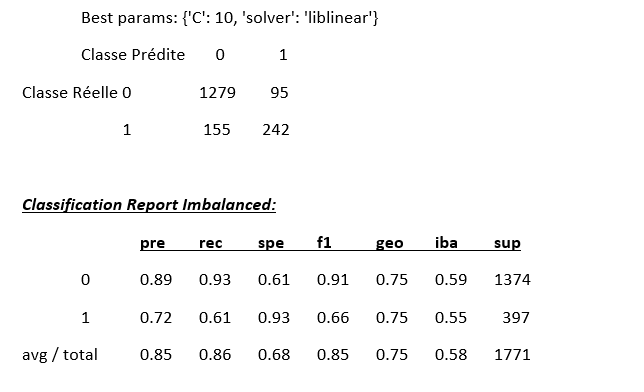 Best params: {'C': 10, 'solver': 'liblinear'}
Classe Prédite 0 1
Classe Réelle 0 1279 95
1 155 242
Classification Report Imbalanced:
pre rec spe f1 geo iba sup
0 0.89 0.93 0.61 0.91 0.75 0.59 1374
1 0.72 0.61 0.93 0.66 0.75 0.55 397
avg / total 0.85 0.86 0.68 0.85 0.75 0.58 1771